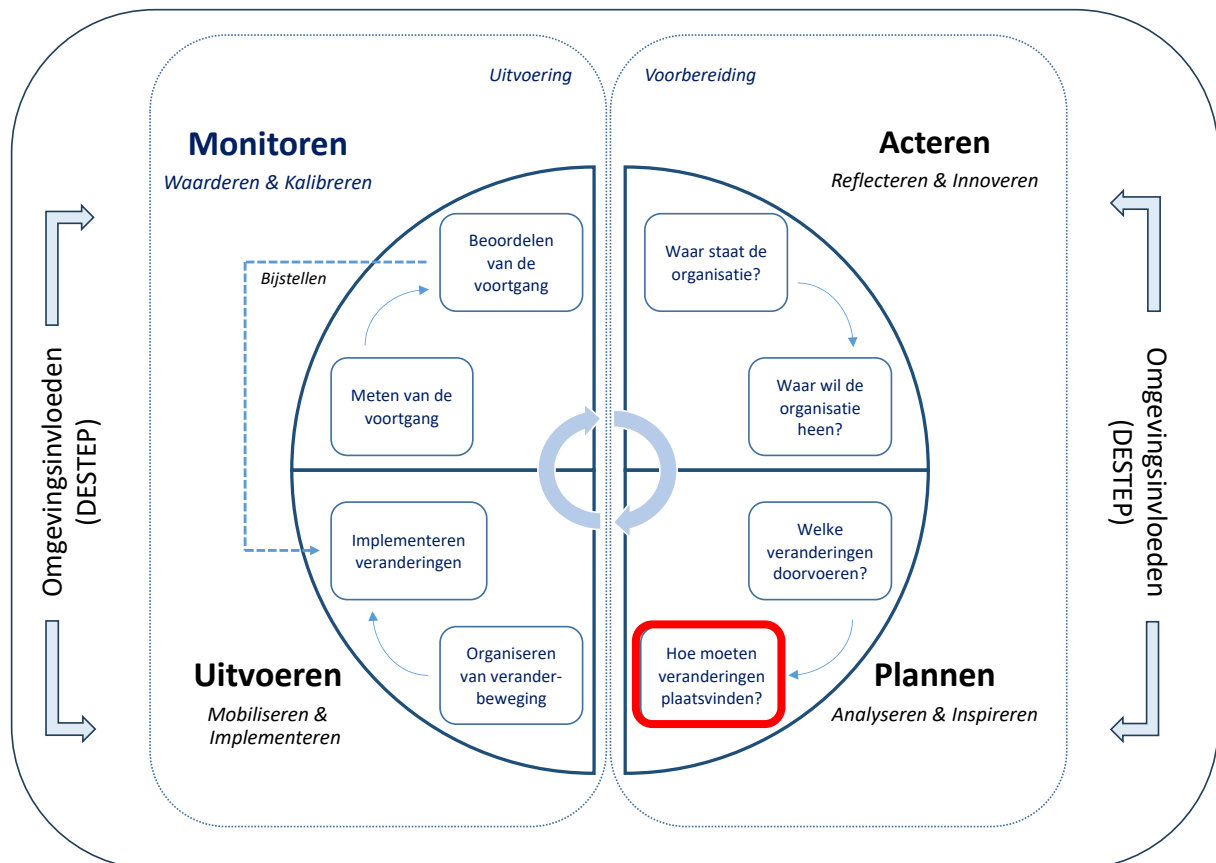 Uitvoering
Voorbereiding
Monitoren
Waarderen & Kalibreren
Acteren
Reflecteren & Innoveren
Beoordelen
van de
voortgang
Waar staat de
organisatie?
Bijstellen
Meten van de
voortgang
Waar wil de
organisatie
heen?
Omgevingsinvloeden
(DESTEP)
Omgevingsinvloeden
(DESTEP)
Implementeren
veranderingen
Welke
veranderingen
doorvoeren?
Organiseren
van verander-
beweging
Hoe moeten
veranderingen
plaatsvinden?
Uitvoeren
Mobiliseren &
Implementeren
Plannen
Analyseren & Inspireren